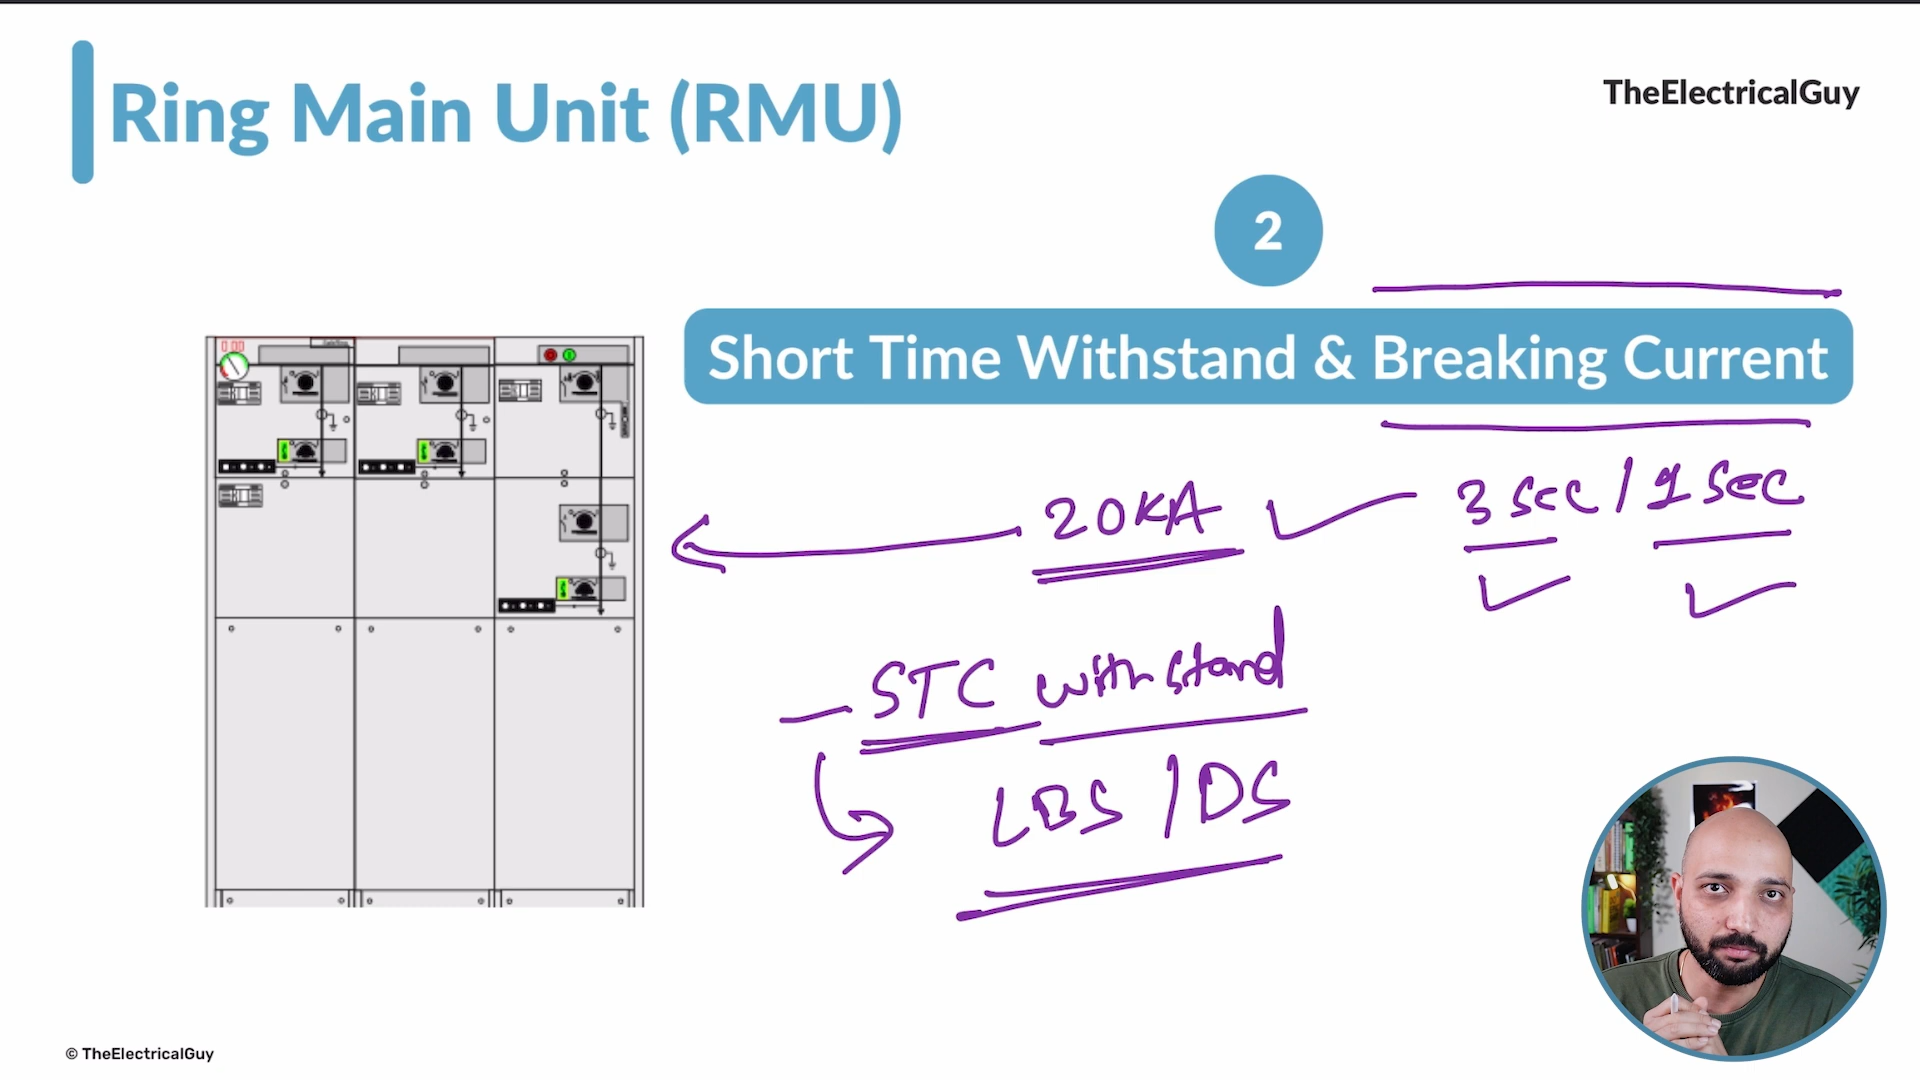 Ring Main Unit (RMU)
TheElectricalGuy
2
Short Time Withstand & Breaking Current
20KA
3 sec / 1 sec
- STC withstand
LBS / DS
© TheElectricalGuy